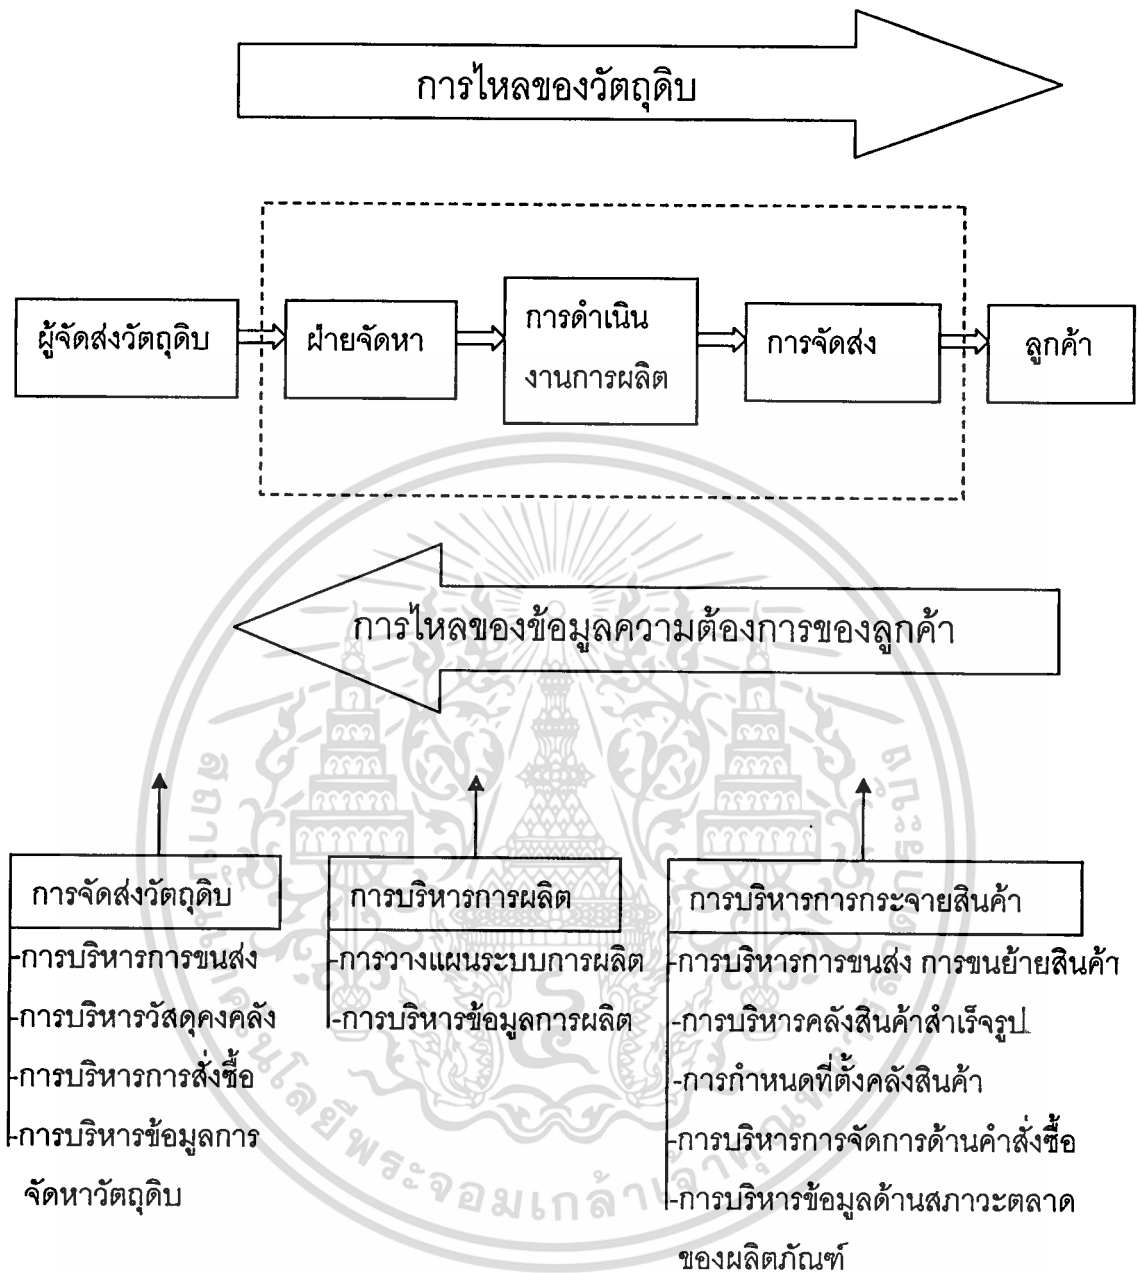 การไหลของวัตถุดิบ
ผู้จัดส่งวัตถุดิบ
ฝ่ายจัดหา
การดำเนิน
งานการผลิต
การจัดส่ง
ลูกค้า
การไหลของข้อมูลความต้องการของลูกค้า
การจัดส่งวัตถุดิบ
-การบริหารการขนส่ง
-การบริหารวัสดุคงคลัง
-การบริหารการสั่งซื้อ
-การบริหารข้อมูลการ
จัดหาวัตถุดิบ
การบริหารการผลิต
-การวางแผนระบบการผลิต
-การบริหารข้อมูลการผลิต
การบริหารการกระจายสินค้า
-การบริหารการขนส่ง การขนย้ายสินค้า
-การบริหารคลังสินค้าสำเร็จรูป
-การกำหนดที่ตั้งคลังสินค้า
-การบริหารการจัดการด้านคำสั่งซื้อ
-การบริหารข้อมูลด้านสภาวะตลาด
ของผลิตภัณฑ์